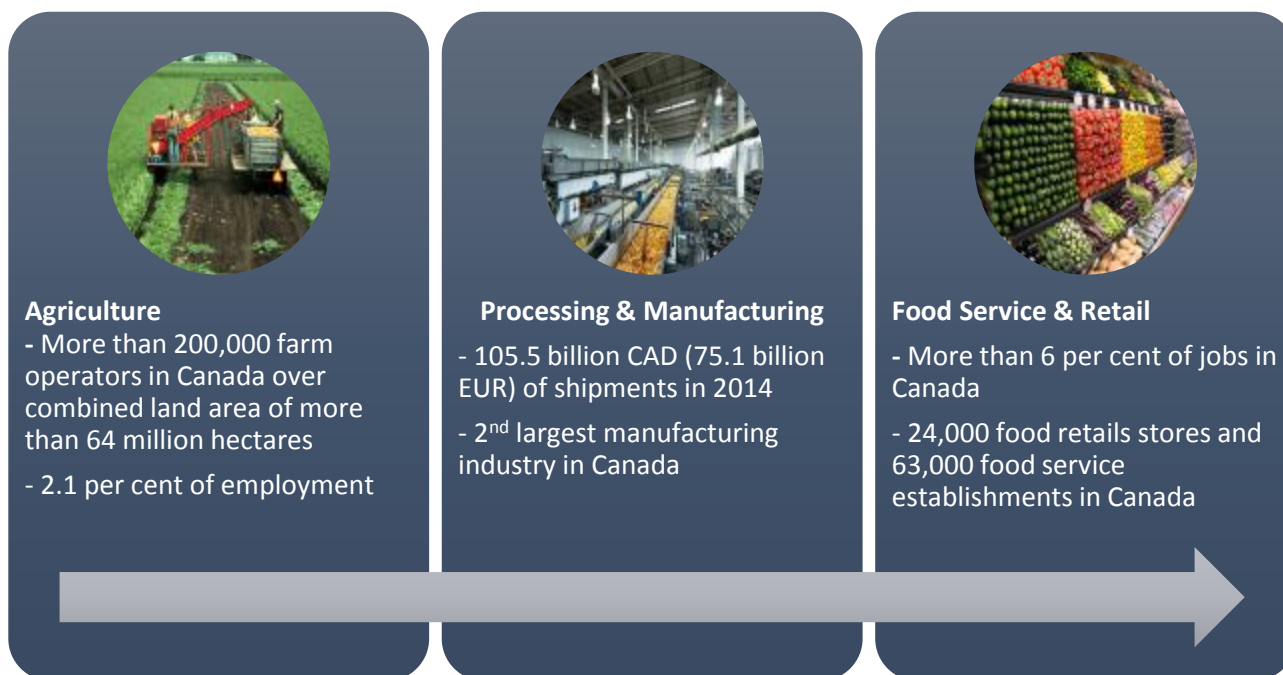 Agriculture
- More than 200,000 farm
operators in Canada over
combined land area of more
than 64 million hectares
- 2.1 per cent of employment
Processing & Manufacturing
- 105.5 billion CAD (75.1 billion
EUR) of shipments in 2014
- 2nd largest manufacturing
industry in Canada
Food Service & Retail
- More than 6 per cent of jobs in
Canada
- 24,000 food retails stores and
63,000 food service
establishments in Canada